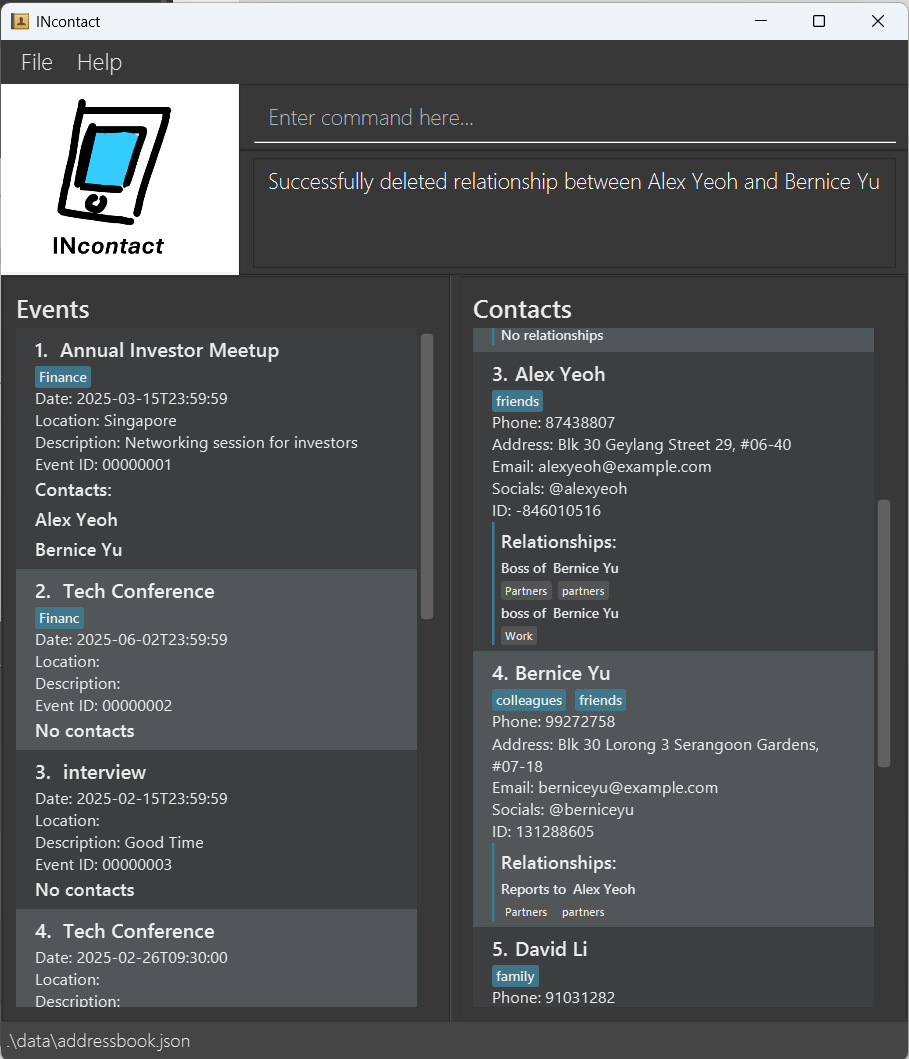 INcontact
File Help
INcontact
Enter command here...
Successfully deleted relationship between Alex Yeoh and Bernice Yu
Events
1. Annual Investor Meetup
Finance
Date: 2025-03-15T23:59:59
Location: Singapore
Description: Networking session for investors
Event ID: 00000001
Contacts:
Alex Yeoh
Bernice Yu
2. Tech Conference
Financ
Date: 2025-06-02T23:59:59
Location:
Description:
Event ID: 00000002
No contacts
3. interview
Date: 2025-02-15T23:59:59
Location:
Description: Good Time
Event ID: 00000003
No contacts
4. Tech Conference
Date: 2025-02-26T09:30:00
Location:
Description:
Contacts
No relationships
3. Alex Yeoh
friends
Phone: 87438807
Address: Blk 30 Geylang Street 29, #06-40
Email: alexyeoh@example.com
Socials: @alexyeoh
ID: -846010516
Relationships:
Boss of Bernice Yu
Partners partners
boss of Bernice Yu
Work
4. Bernice Yu
colleagues friends
Phone: 99272758
Address: Blk 30 Lorong 3 Serangoon Gardens,
#07-18
Email: berniceyu@example.com
Socials: @berniceyu
ID: 131288605
Relationships:
Reports to Alex Yeoh
Partners partners
5. David Li
family
Phone: 91031282
.\data\addressbook.json